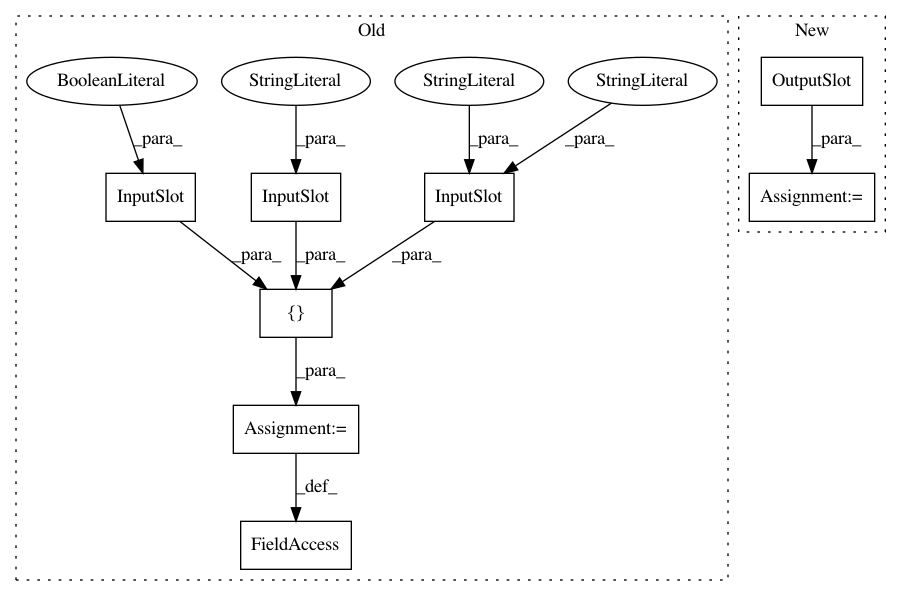 Old
New
BooleanLiteral
StringLiteral
StringLiteral
StringLiteral
OutputSlot
_para_
_para_
_para_
_para_
_para_
InputSlot
InputSlot
InputSlot
Assignment:=
_para_
_para_
_para_
{}
_para_
Assignment:=
_def_
FieldAccess